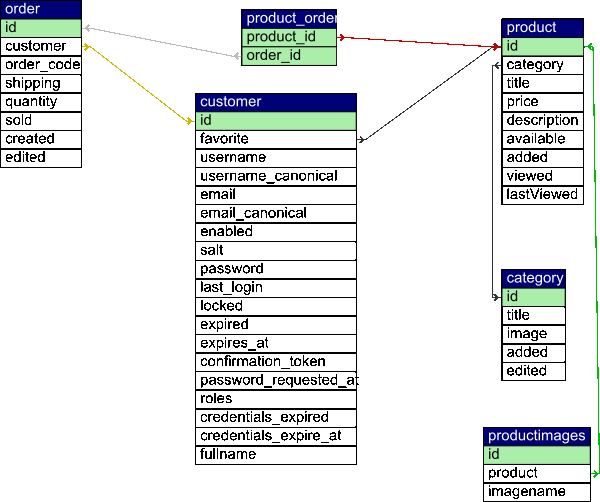 order
id
customer
order_code
shipping
quantity
sold
created
edited
product_order
product_id
order_id
product
id
category
title
price
description
available
added
viewed
lastViewed
customer
id
favorite
username
username_canonical
email
email_canonical
enabled
salt
password
last_login
locked
expired
expires_at
confirmation_token
password_requested_at
roles
credentials_expired
credentials_expire_at
fullname
category
id
title
image
added
edited
productimages
id
product
imagename